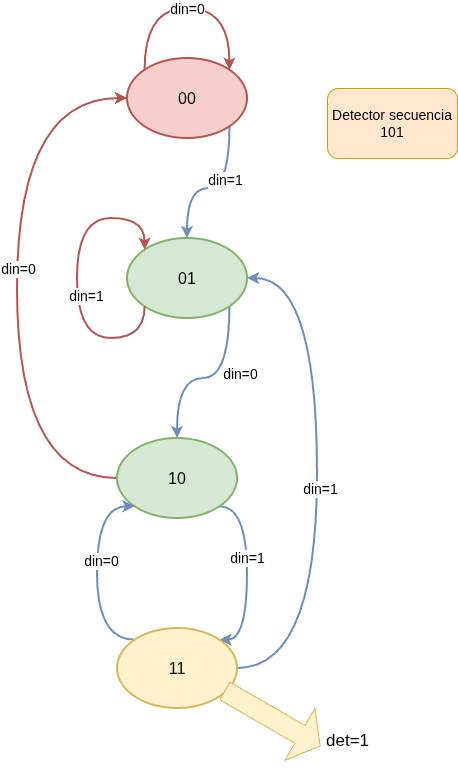 din=0
00
Detector secuencia
101
din=1
din=0
01
din=1
din=0
10
din=1
din=0
din=1
11
det=1